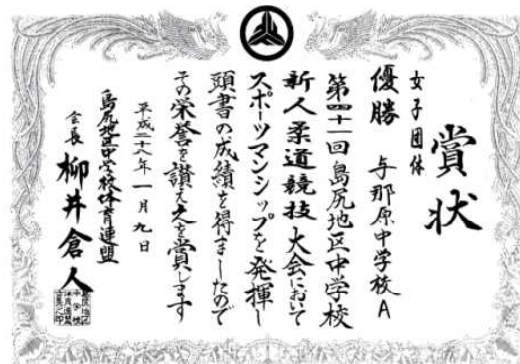 賞状
女子団体
優勝 与那原中学校A
第四十一回島尻地区中学校
新人柔道競技大会において
スポーツマンシップを発揮し
頭書の成績を得ましたので
その栄誉を讃え之を賞します
平成二十八年一月九日
島尻地区中学校体育連盟
会長 柳井倉人